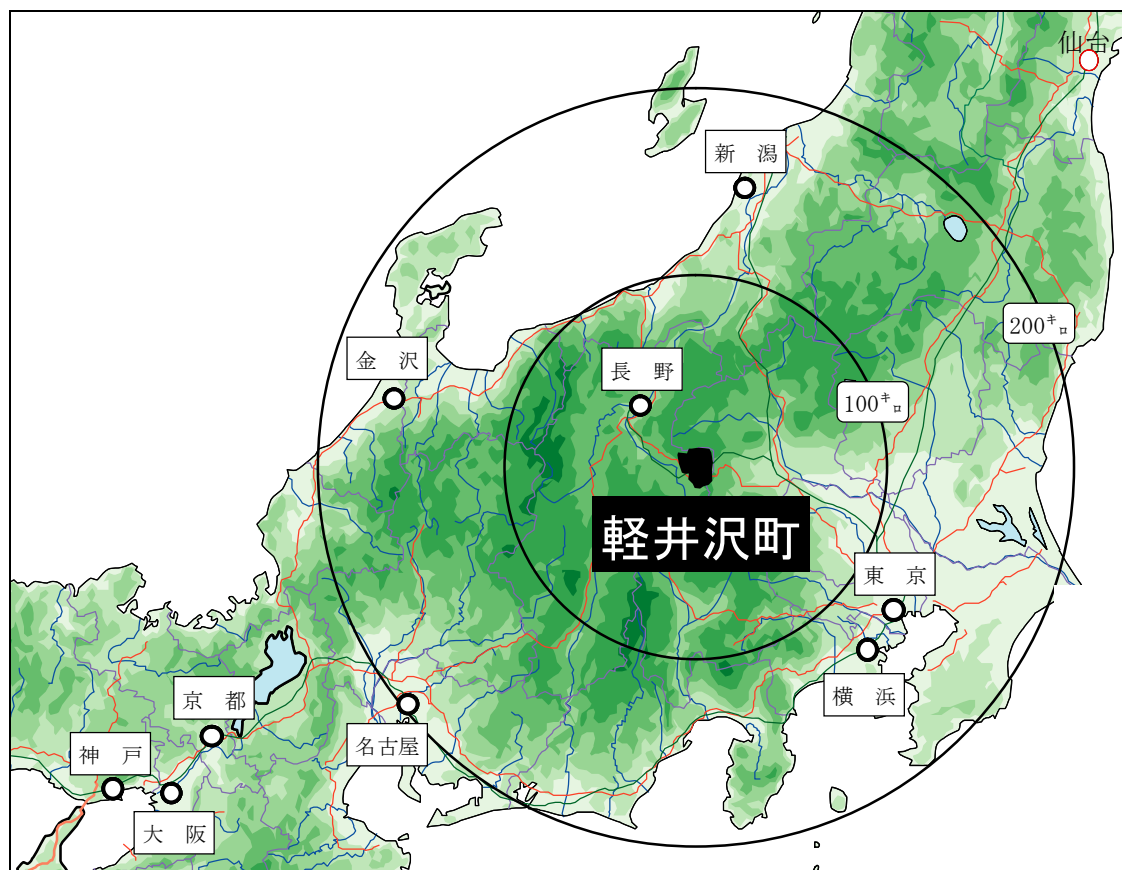 仙台
新 潟
200㌔
金 沢
長 野
100㌔
軽井沢町
東 京
横 浜
京 都
名古屋
神 戸
大 阪